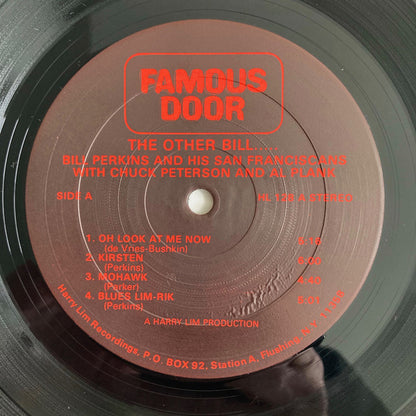 FAMOUS
DOOR
THE OTHER BILL.....
BILL PERKINS AND HIS SAN FRANCISCANS
WITH CHUCK PETERSON AND AL PLANK
SIDE A
A STEREO
1. OH LOOK AT ME NOW
(de Vries-Bushkin)
2. KIRSTEN
(Perkins)
3. MOHAWK
(Parker)
4. BLUES LIM-RIK
(Perkins)
A HARRY LIM PRODUCTION
Harry Lim Recordings, P.O. BOX 92, Station A, Flushing, N.Y.